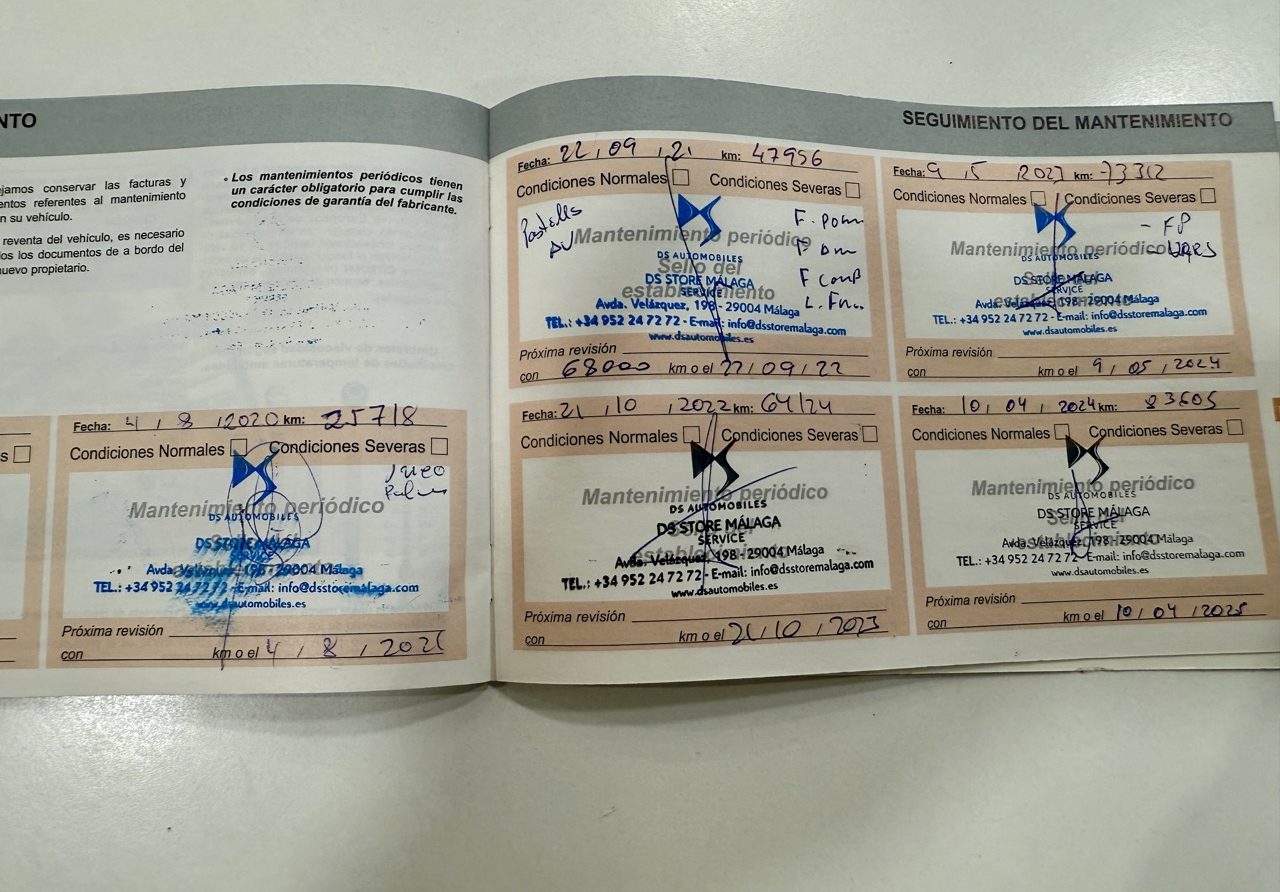 NTO
ejamos conservar las facturas y
entos referentes al mantenimiento
n su vehículo.
reventa del vehículo, es necesario
dos los documentos de a bordo del
nuevo propietario.
• Los mantenimientos periódicos tienen
un carácter obligatorio para cumplir las
condiciones de garantía del fabricante.
s
Fecha: 4 / 8 / 2020 km: 25718
Condiciones Normales Condiciones Severas
Mantenimiento periódico
DS AUTOMOBILES
DS STORE MÁLAGA
Avda. Velázquez, 198 - 29004 Málaga
TEL.: +34 952 24 72 72 - E-mail: info@dsstoremalaga.com
www.dsautomobiles.es
Próxima revisión
con km o el 4 / 8 / 2021
SEGUIMIENTO DEL MANTENIMIENTO
Fecha: 22 / 09 / 21 km: 47956
Condiciones Normales Condiciones Severas
Pastillas
Mantenimiento periódico
Sello del
establecimiento
DS AUTOMOBILES
DS STORE MÁLAGA
SERVICE
Avda. Velázquez, 198 - 29004 Málaga
TEL.: +34 952 24 72 72 - E-mail: info@dsstoremalaga.com
www.dsautomobiles.es
Próxima revisión
con 68000 km o el 22 / 09 / 22
Fecha: 9 / 5 / 2023 km: 73312
Condiciones Normales Condiciones Severas
- FP
Mantenimiento periódico
DS AUTOMOBILES
DS STORE MÁLAGA
SERVICE
Avda. Velázquez, 198 - 29004 Málaga
TEL.: +34 952 24 72 72 - E-mail: info@dsstoremalaga.com
www.dsautomobiles.es
Próxima revisión
con km o el 9 / 05 / 2024
Fecha: 21 / 10 / 2022 km: 64124
Condiciones Normales Condiciones Severas
Mantenimiento periódico
DS AUTOMOBILES
DS STORE MÁLAGA
SERVICE
Avda. Velázquez, 198 - 29004 Málaga
TEL.: +34 952 24 72 72 - E-mail: info@dsstoremalaga.com
www.dsautomobiles.es
Próxima revisión
con km o el 21 / 10 / 2023
Fecha: 10 / 04 / 2024 km: 83605
Condiciones Normales Condiciones Severas
Mantenimiento periódico
DS AUTOMOBILES
DS STORE MÁLAGA
SERVICE
Avda. Velázquez, 198 - 29004 Málaga
TEL.: +34 952 24 72 72 - E-mail: info@dsstoremalaga.com
www.dsautomobiles.es
Próxima revisión
con km o el 10 / 04 / 2025